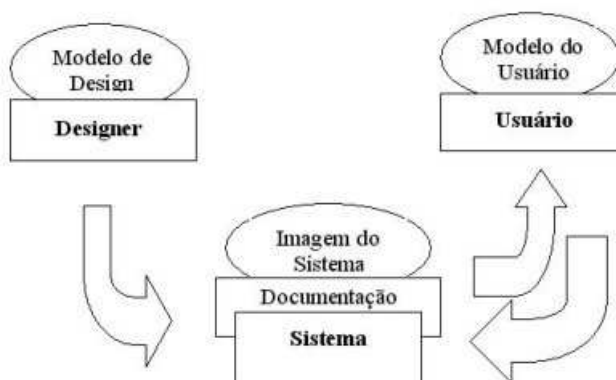 Modelo de
Design
Designer
Modelo do
Usuário
Usuário
Imagem do
Sistema
Documentação
Sistema